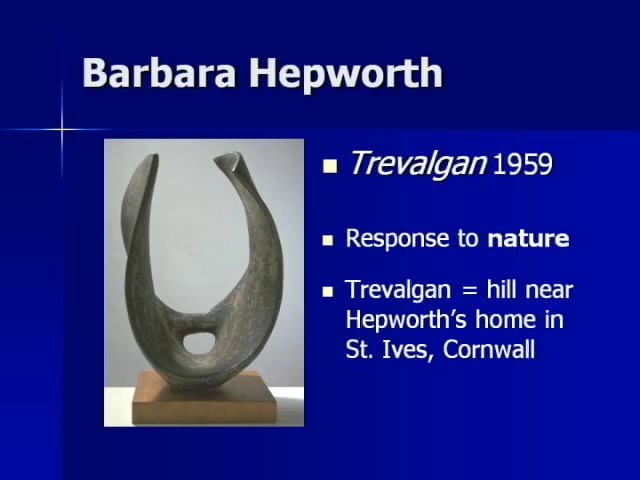 Barbara Hepworth
Trevalgan 1959
Response to nature
Trevalgan = hill near
Hepworth’s home in
St. Ives, Cornwall